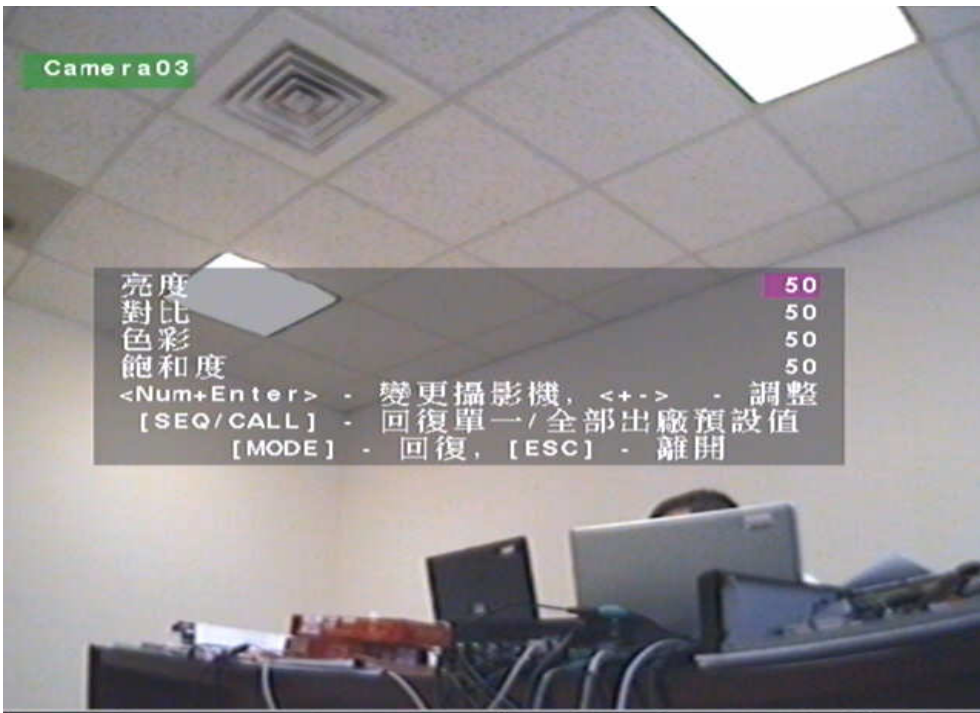 Camera03
亮度 50
對比 50
色彩 50
飽和度 50
<Num+Enter> - 變更攝影機, <+-> - 調整
[SEQ/CALL] - 回復單一/全部出廠預設值
[MODE] - 回復, [ESC] - 離開